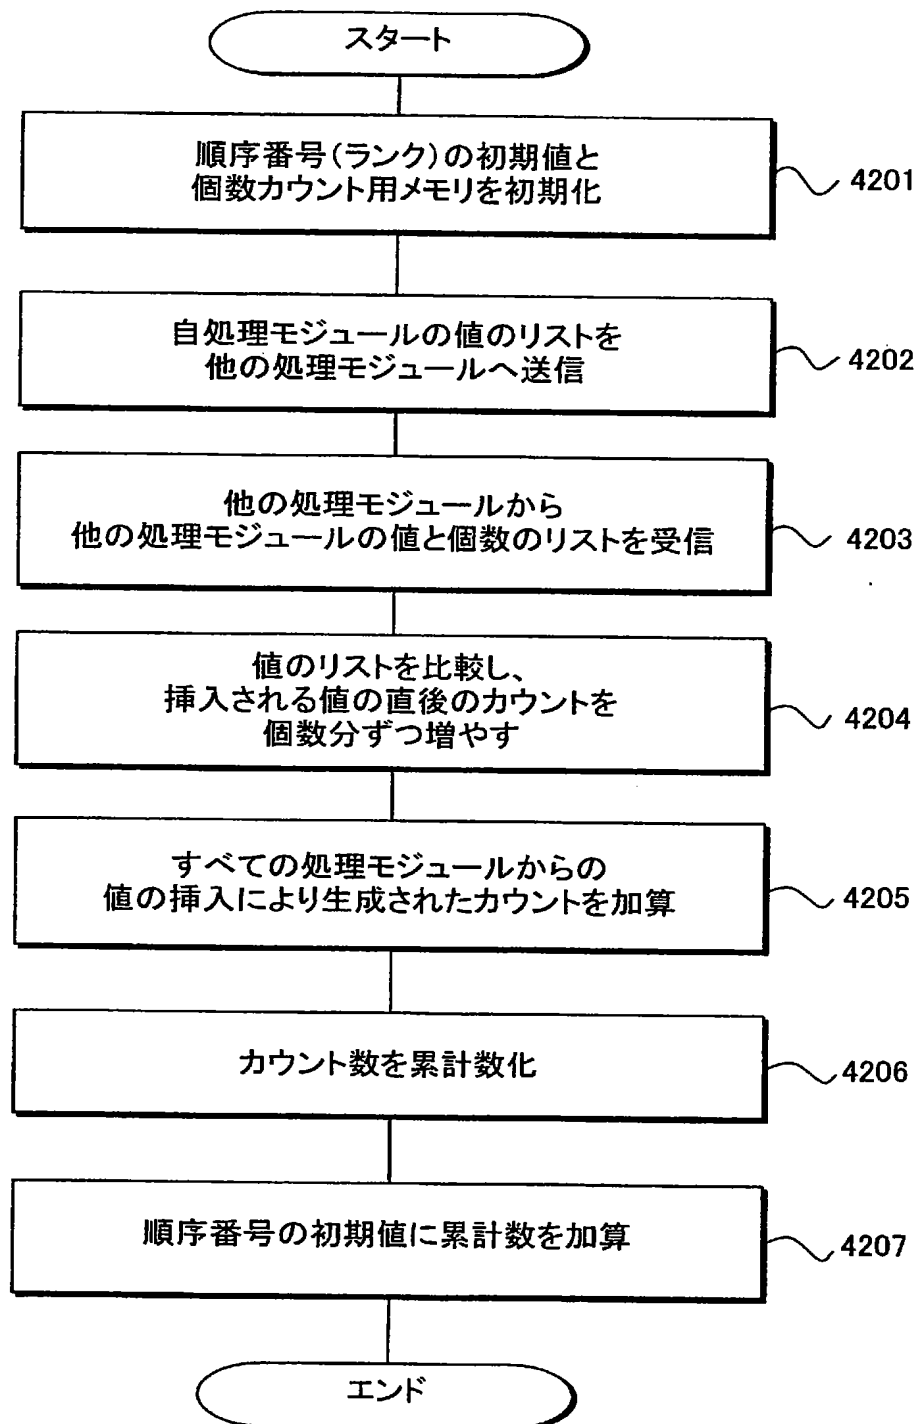 スタート
順序番号(ランク)の初期値と
個数カウント用メモリを初期化
4201
自処理モジュールの値のリストを
他の処理モジュールへ送信
4202
他の処理モジュールから
他の処理モジュールの値と個数のリストを受信
4203
値のリストを比較し、
挿入される値の直後のカウントを
個数分ずつ増やす
4204
すべての処理モジュールからの
値の挿入により生成されたカウントを加算
4205
カウント数を累計数化
4206
順序番号の初期値に累計数を加算
4207
エンド